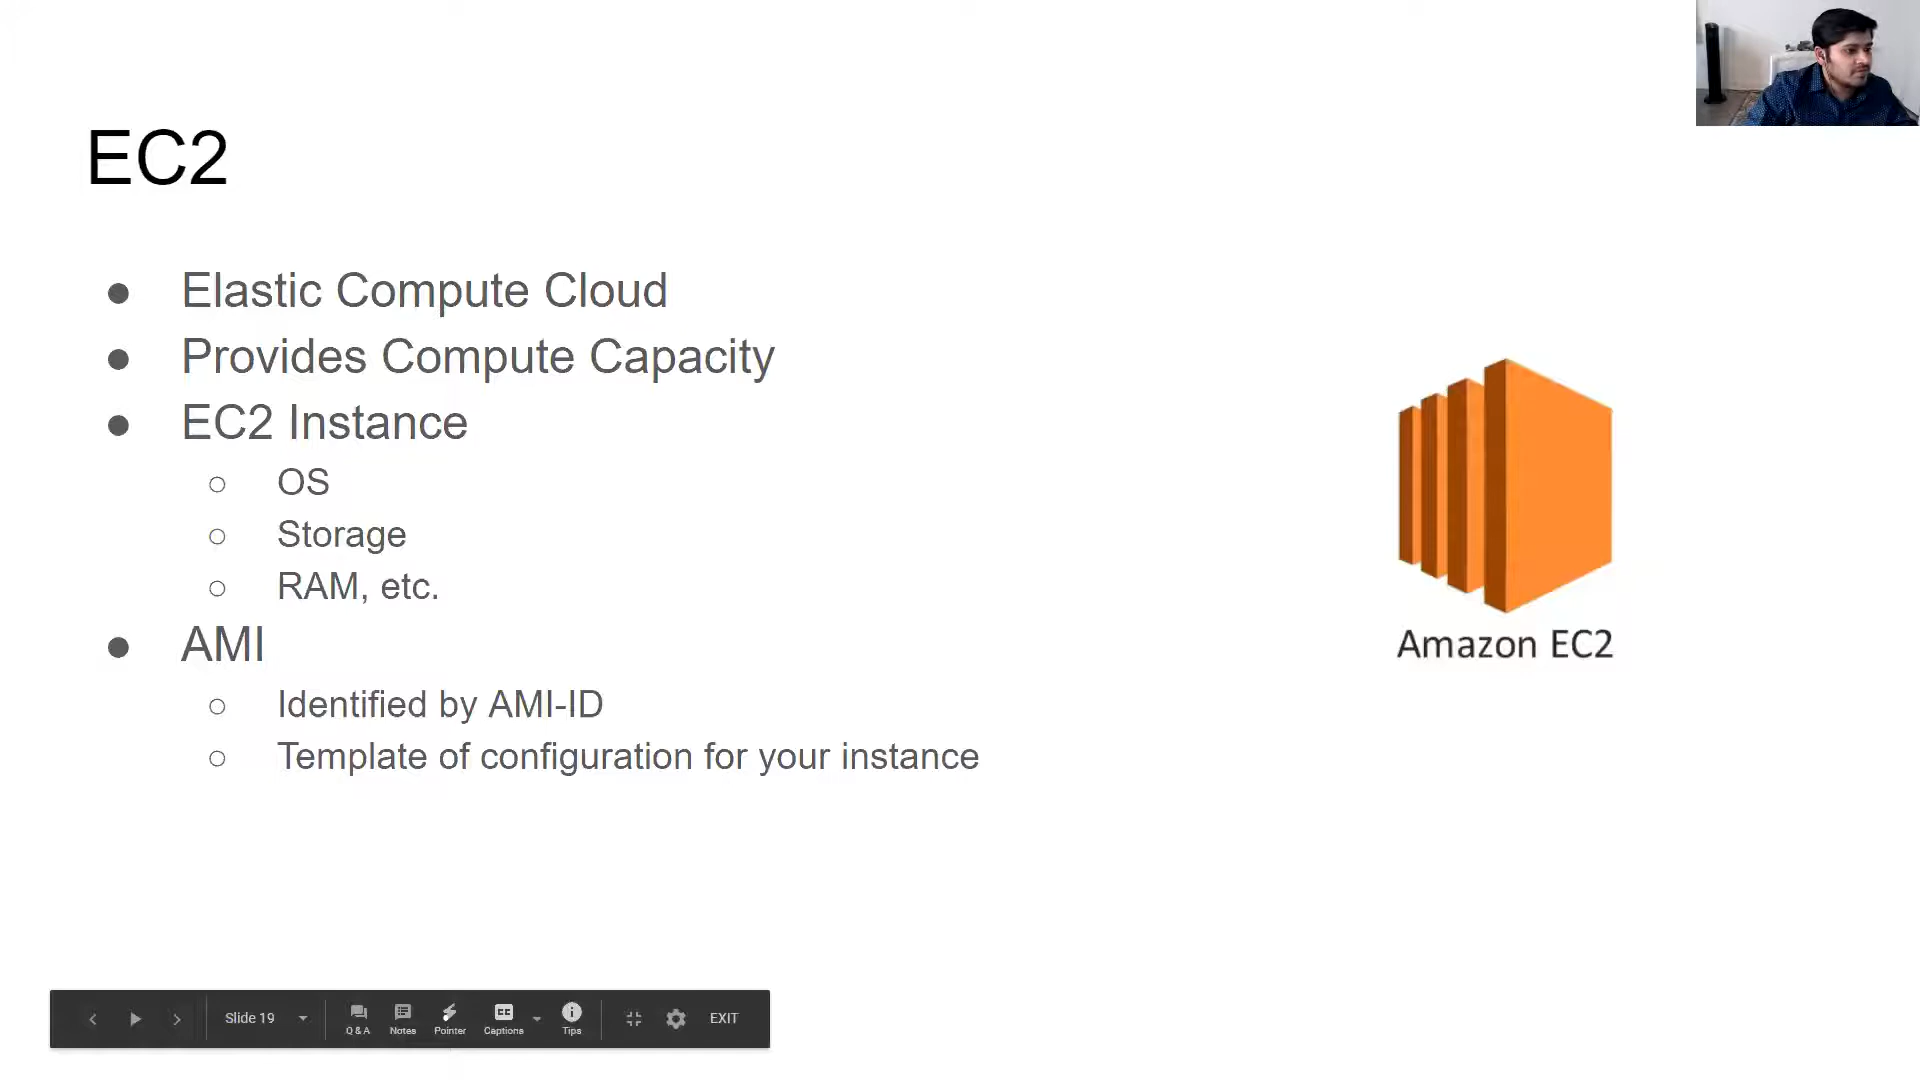 EC2
● Elastic Compute Cloud
● Provides Compute Capacity
● EC2 Instance
○ OS
○ Storage
○ RAM, etc.
● AMI
○ Identified by AMI-ID
○ Template of configuration for your instance
Amazon EC2
Slide 19
Q & A
Notes
Pointer
CC
Captions
Tips
EXIT